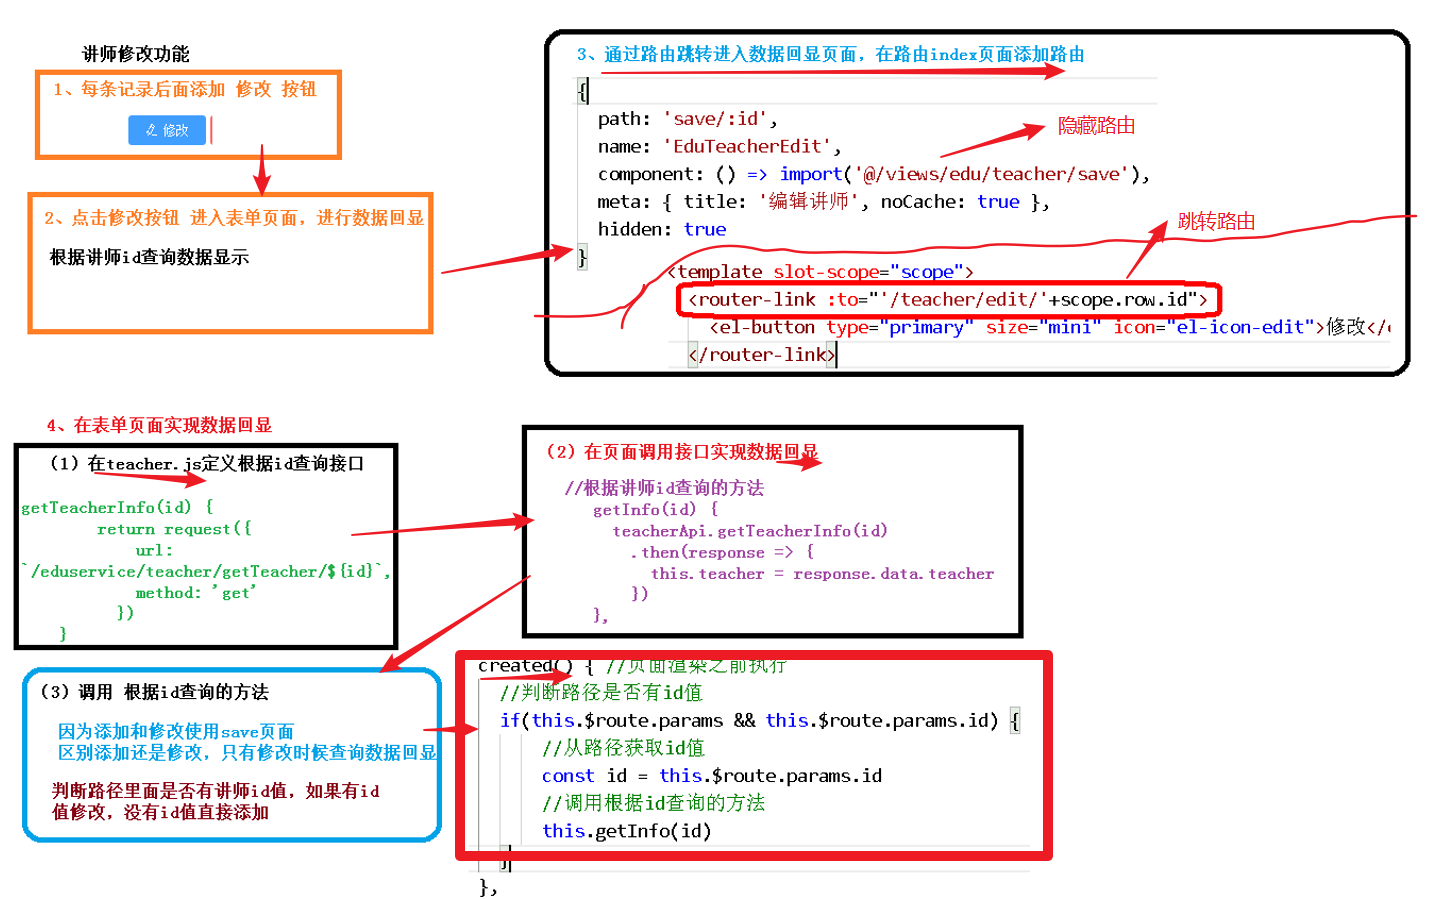 讲师修改功能
1、每条记录后面添加 修改 按钮
修改
2、点击修改按钮 进入表单页面，进行数据回显
根据讲师id查询数据显示
3、通过路由跳转进入数据回显页面，在路由index页面添加路由
{
path: 'save/:id',
name: 'EduTeacherEdit',
component: () => import('@/views/edu/teacher/save'),
meta: { title: '编辑讲师', noCache: true },
hidden: true
}
隐藏路由
跳转路由
<template slot-scope="scope">
<router-link :to="'/teacher/edit/'+scope.row.id">
<el-button type="primary" size="mini" icon="el-icon-edit">修改</
</router-link>
4、在表单页面实现数据回显
（1）在teacher.js定义根据id查询接口
getTeacherInfo(id) {
return request({
url:
`/eduservice/teacher/getTeacher/${id}`,
method: 'get'
})
}
（2）在页面调用接口实现数据回显
//根据讲师id查询的方法
getInfo(id) {
teacherApi.getTeacherInfo(id)
.then(response => {
this.teacher = response.data.teacher
})
},
（3）调用 根据id查询的方法
因为添加和修改使用save页面
区别添加还是修改，只有修改时候查询数据回显
判断路径里面是否有讲师id值，如果有id
值修改，没有id值直接添加
created() { //页面渲染之前执行
//判断路径是否有id值
if(this.$route.params && this.$route.params.id) {
//从路径获取id值
const id = this.$route.params.id
//调用根据id查询的方法
this.getInfo(id)
}
},